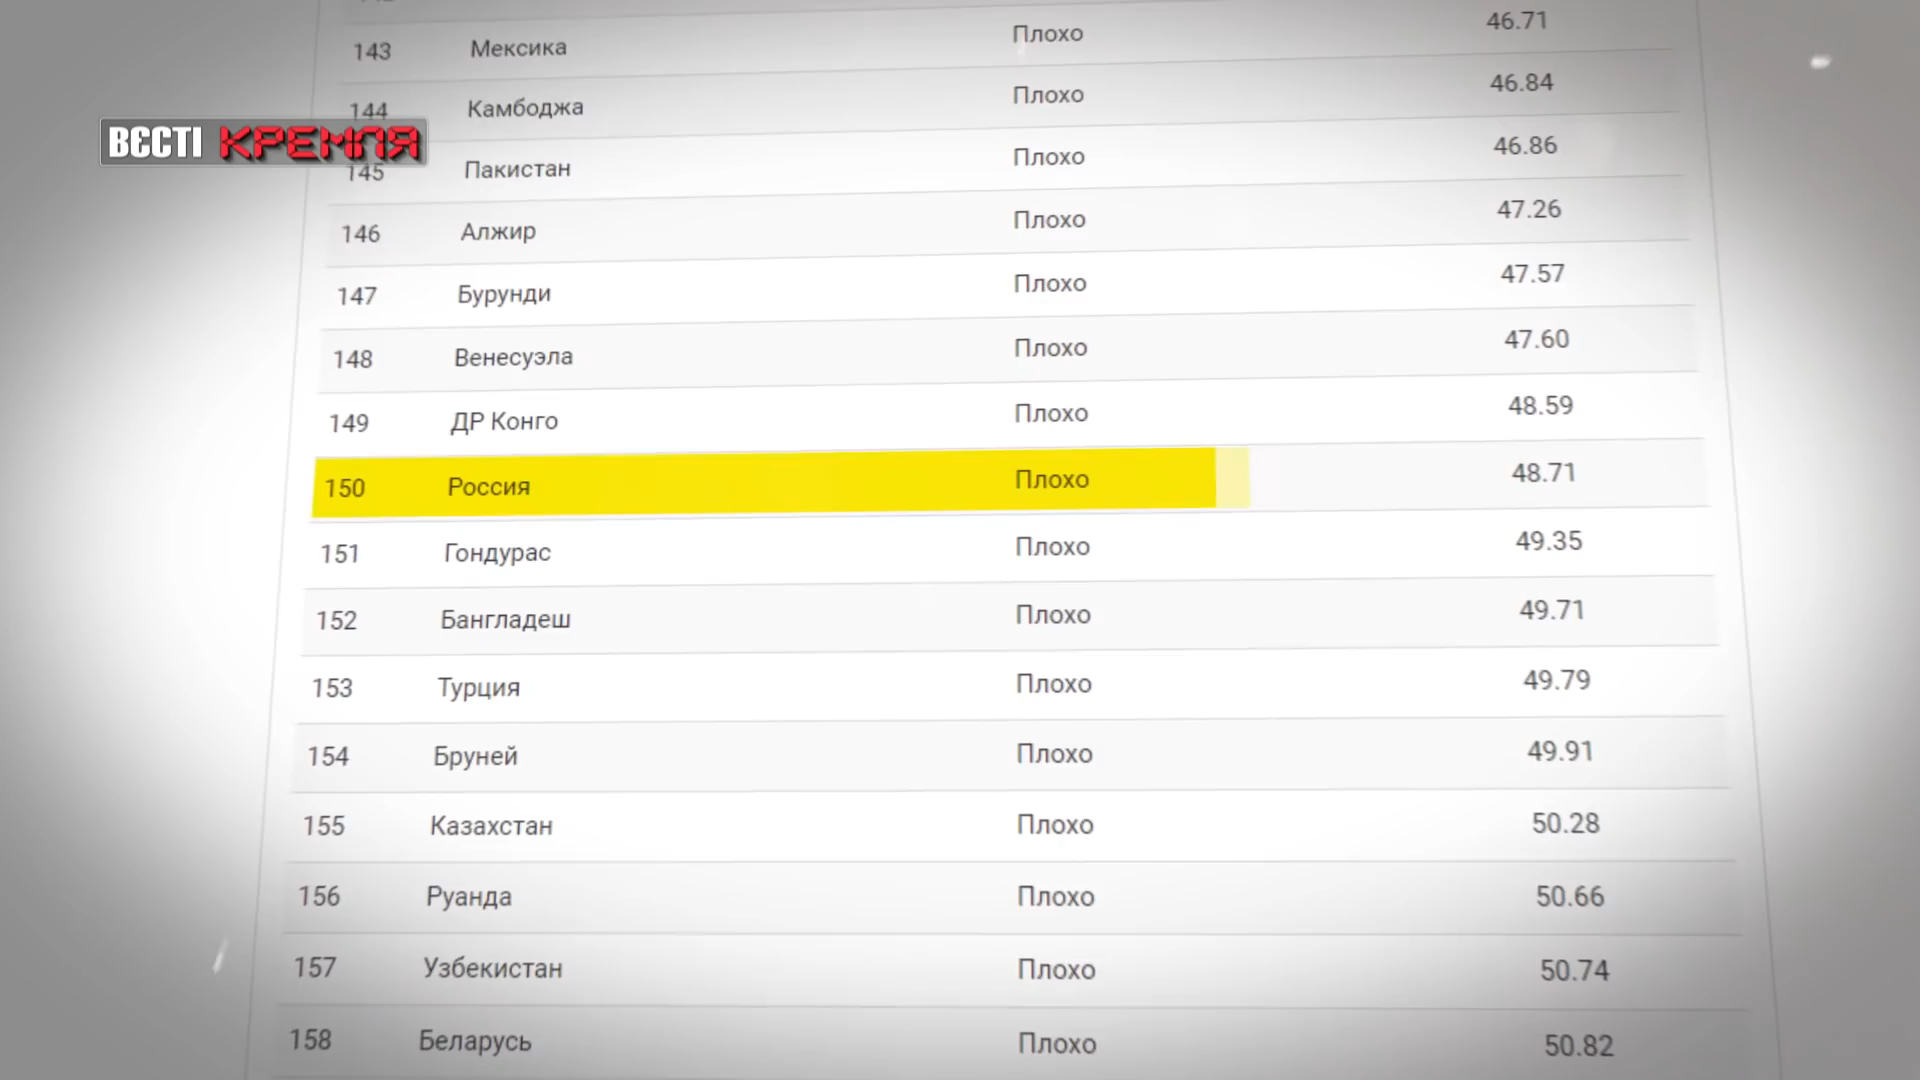 143 Мексика Плохо 46.71
144 Камбоджа Плохо 46.84
ВЄСТІ КРЕМЛЯ
145 Пакистан Плохо 46.86
146 Алжир Плохо 47.26
147 Бурунди Плохо 47.57
148 Венесуэла Плохо 47.60
149 ДР Конго Плохо 48.59
150 Россия Плохо 48.71
151 Гондурас Плохо 49.35
152 Бангладеш Плохо 49.71
153 Турция Плохо 49.79
154 Бруней Плохо 49.91
155 Казахстан Плохо 50.28
156 Руанда Плохо 50.66
157 Узбекистан Плохо 50.74
158 Беларусь Плохо 50.82